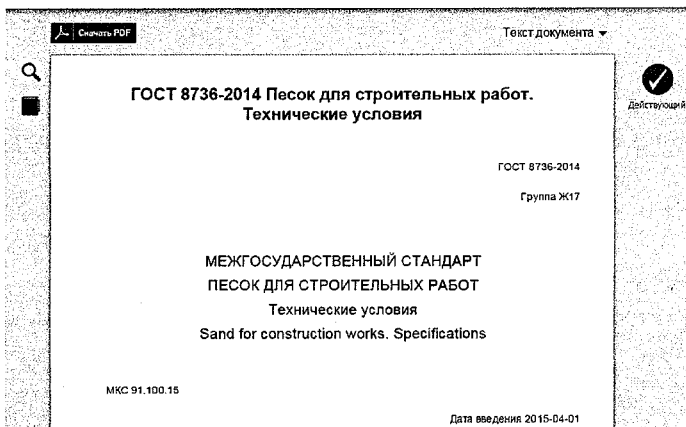 Скачать PDF
Текст документа
ГОСТ 8736-2014 Песок для строительных работ.
Технические условия
Действующий
ГОСТ 8736-2014
Группа Ж17
МЕЖГОСУДАРСТВЕННЫЙ СТАНДАРТ
ПЕСОК ДЛЯ СТРОИТЕЛЬНЫХ РАБОТ
Технические условия
Sand for construction works. Specifications
МКС 91.100.15
Дата введения 2015-04-01